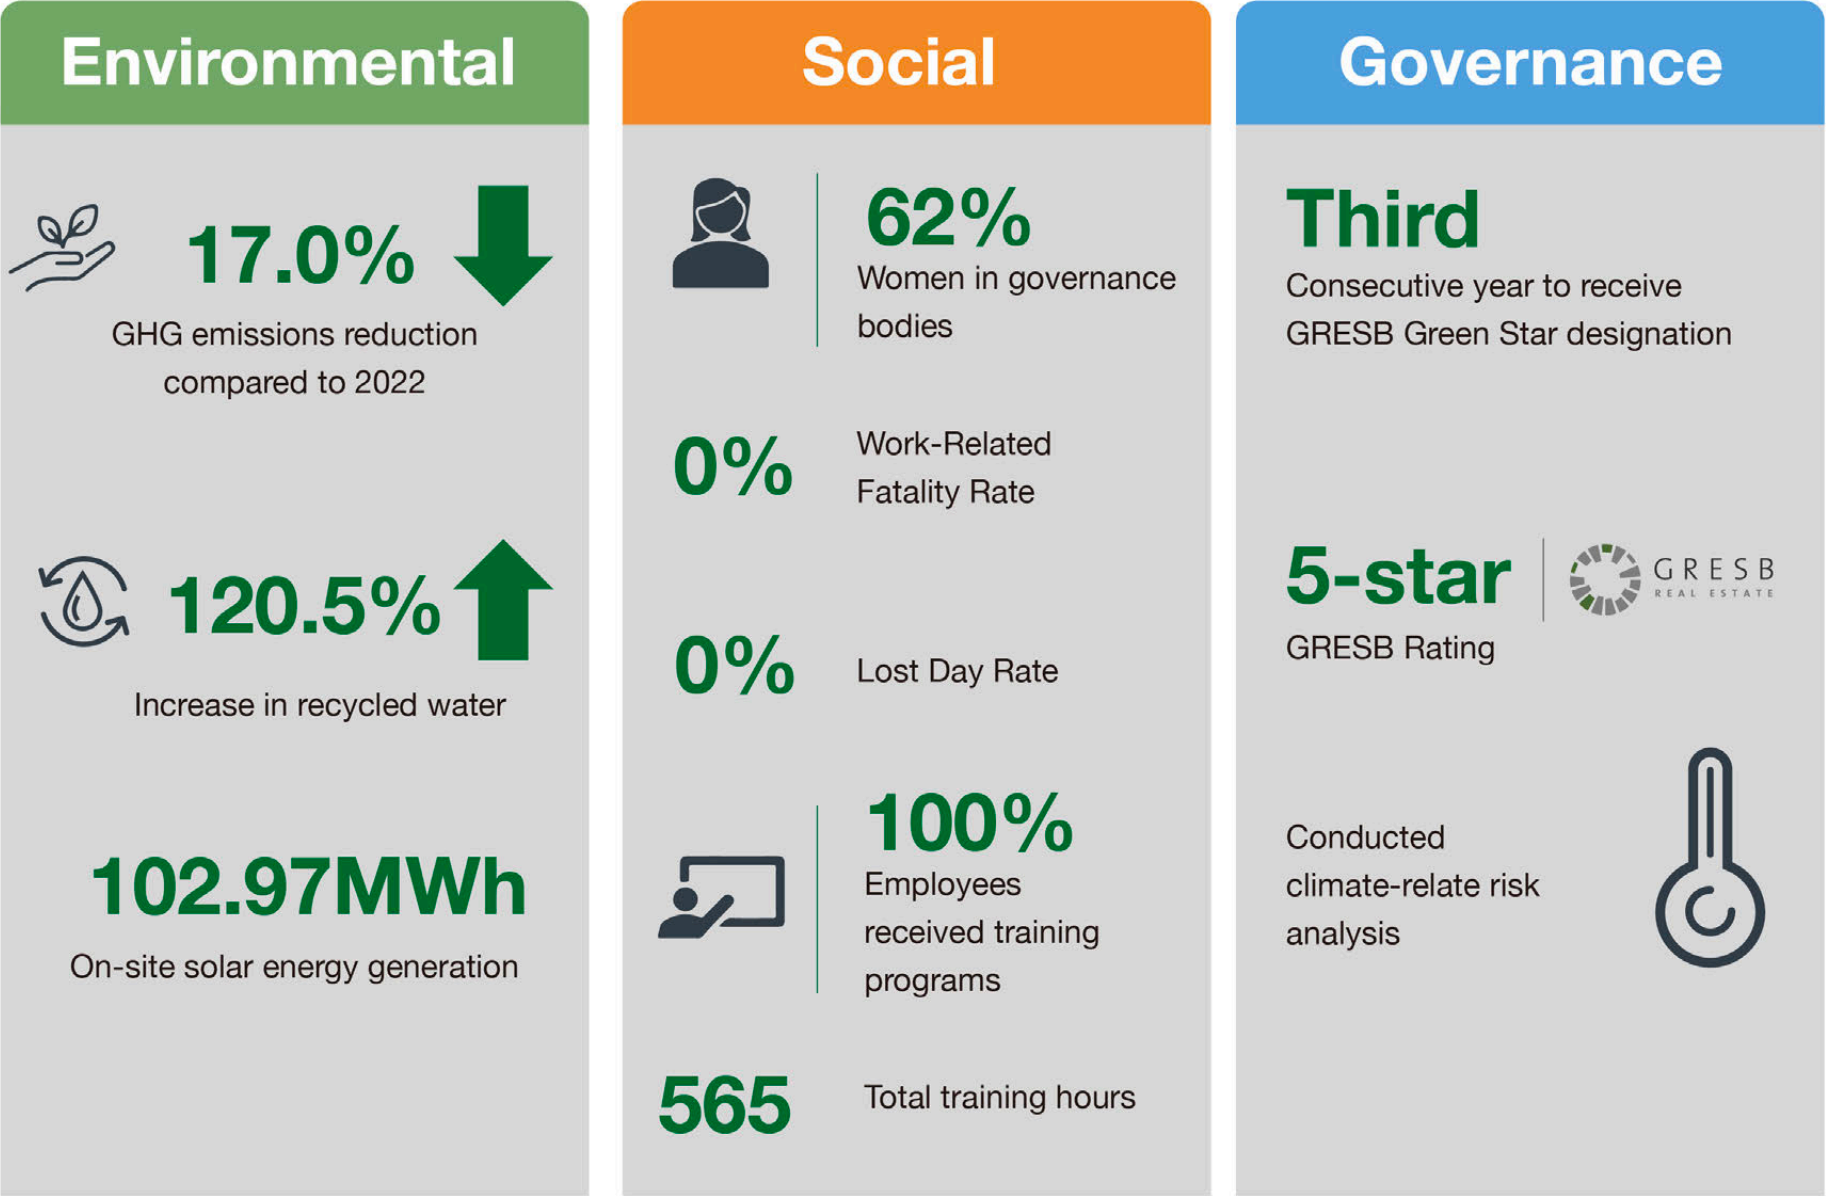 Environmental
17.0%
GHG emissions reduction
compared to 2022
120.5%
Increase in recycled water
102.97MWh
On-site solar energy generation
Social
62%
Women in governance
bodies
0%
Work-Related
Fatality Rate
0%
Lost Day Rate
100%
Employees
received training
programs
565
Total training hours
Governance
Third
Consecutive year to receive
GRESB Green Star designation
5-star
GRESB
REAL ESTATE
GRESB Rating
Conducted
climate-relate risk
analysis